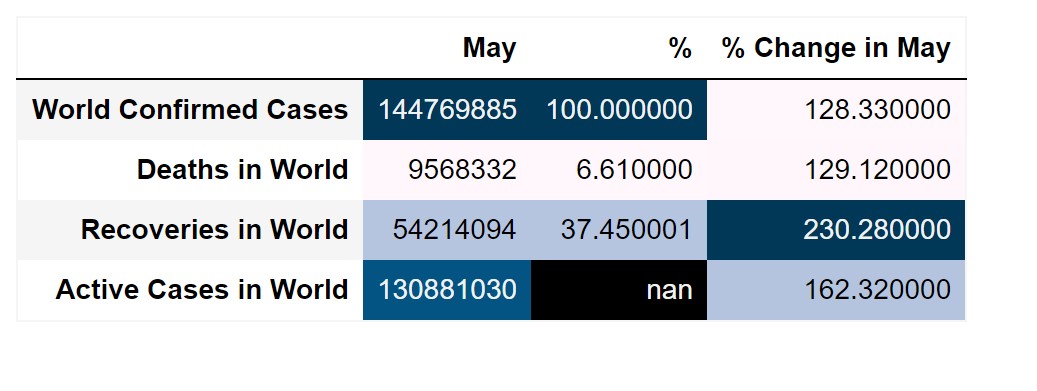 May % % Change in May
World Confirmed Cases 144769885 100.000000 128.330000
Deaths in World 9568332 6.610000 129.120000
Recoveries in World 54214094 37.450001 230.280000
Active Cases in World 130881030 nan 162.320000